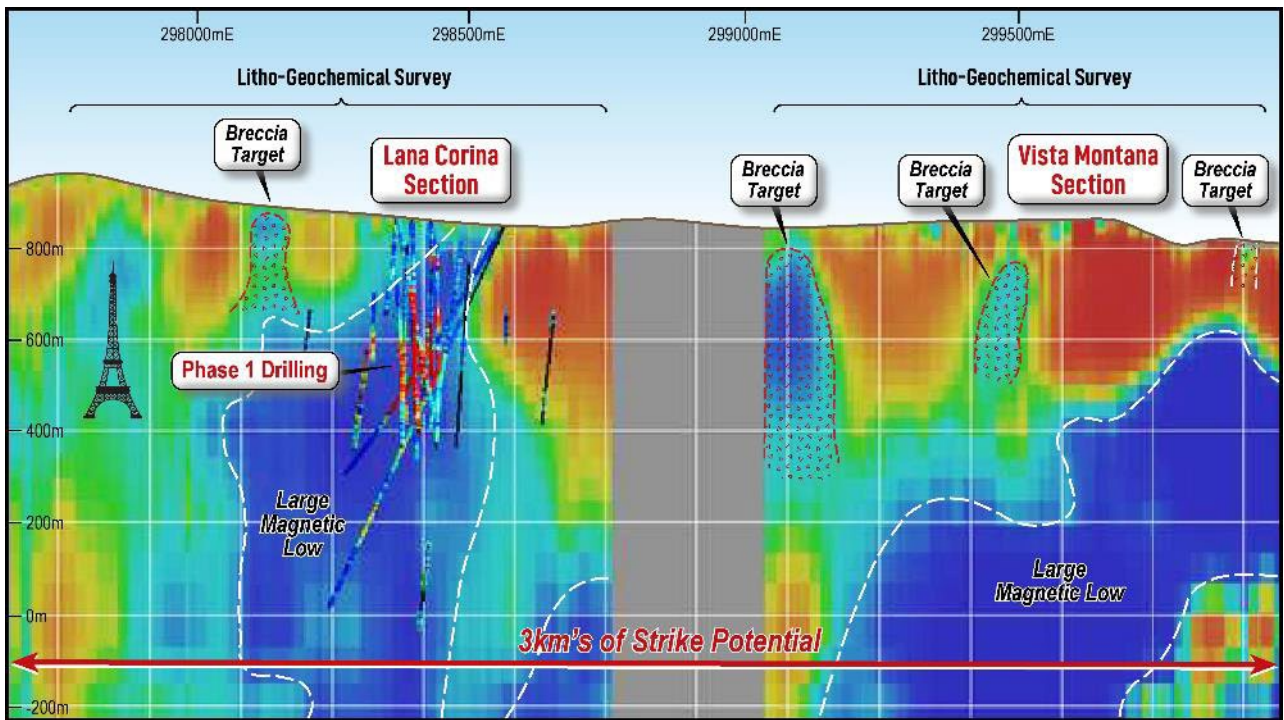 298000mE
298500mE
299000mE
299500mE
Litho-Geochemical Survey
Litho-Geochemical Survey
Breccia
Target
Lana Corina
Section
Breccia
Target
Breccia
Target
Vista Montana
Section
Breccia
Target
800m
600m
Phase 1 Drilling
400m
Large
Magnetic
Low
200m
Large
Magnetic Low
0m
3km's of Strike Potential
-200m